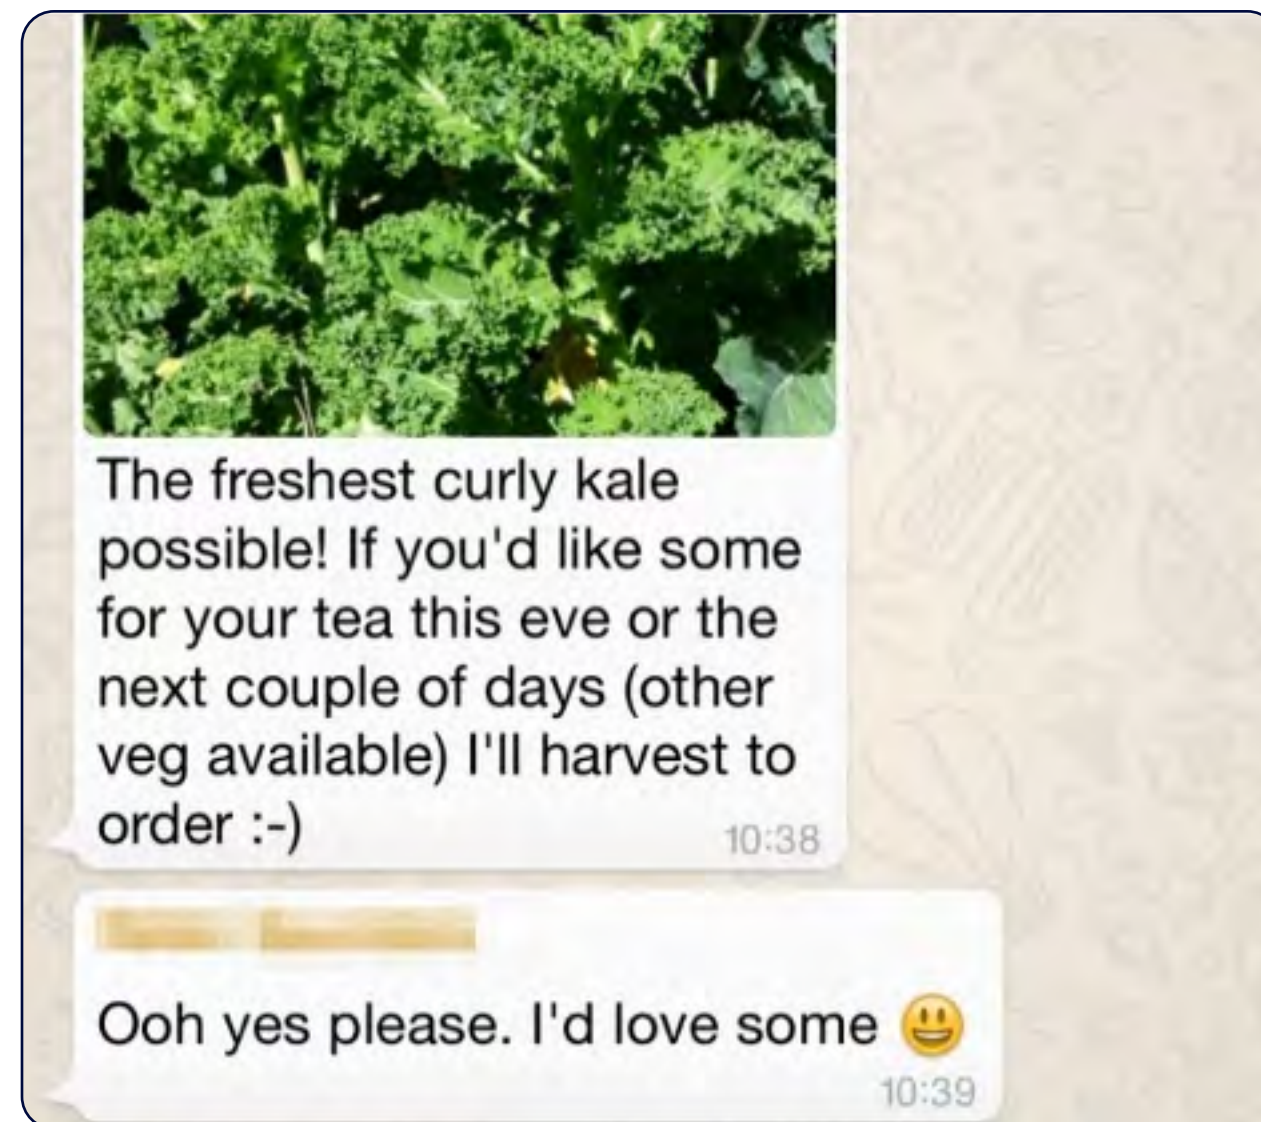 The freshest curly kale
possible! If you'd like some
for your tea this eve or the
next couple of days (other
veg available) I'll harvest to
order :-)
10:38
Ooh yes please. I'd love some 😃
10:39